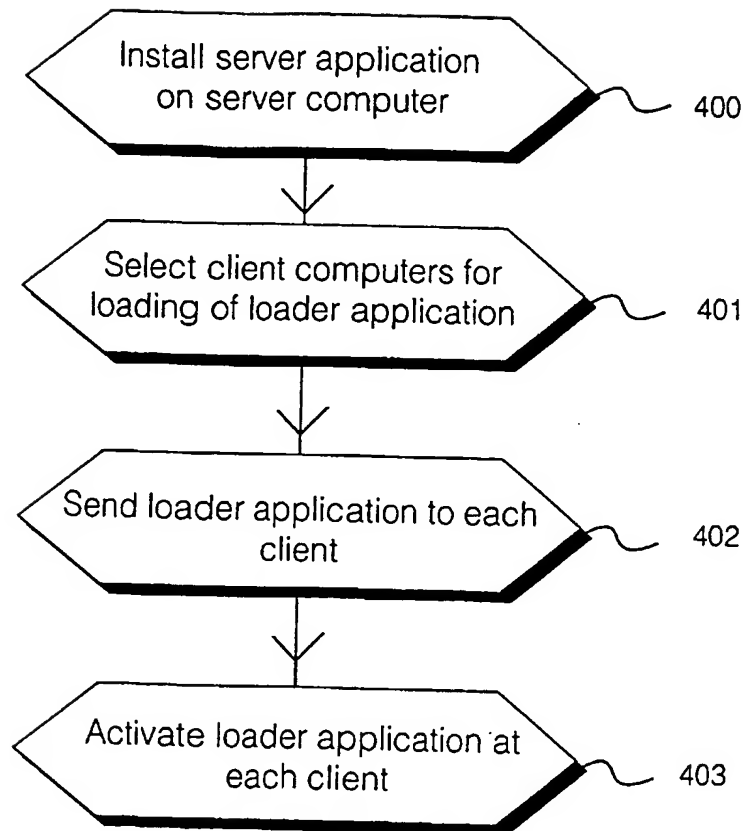 Install server application
on server computer
400
Select client computers for
loading of loader application
401
Send loader application to each
client
402
Activate loader application at
each client
403